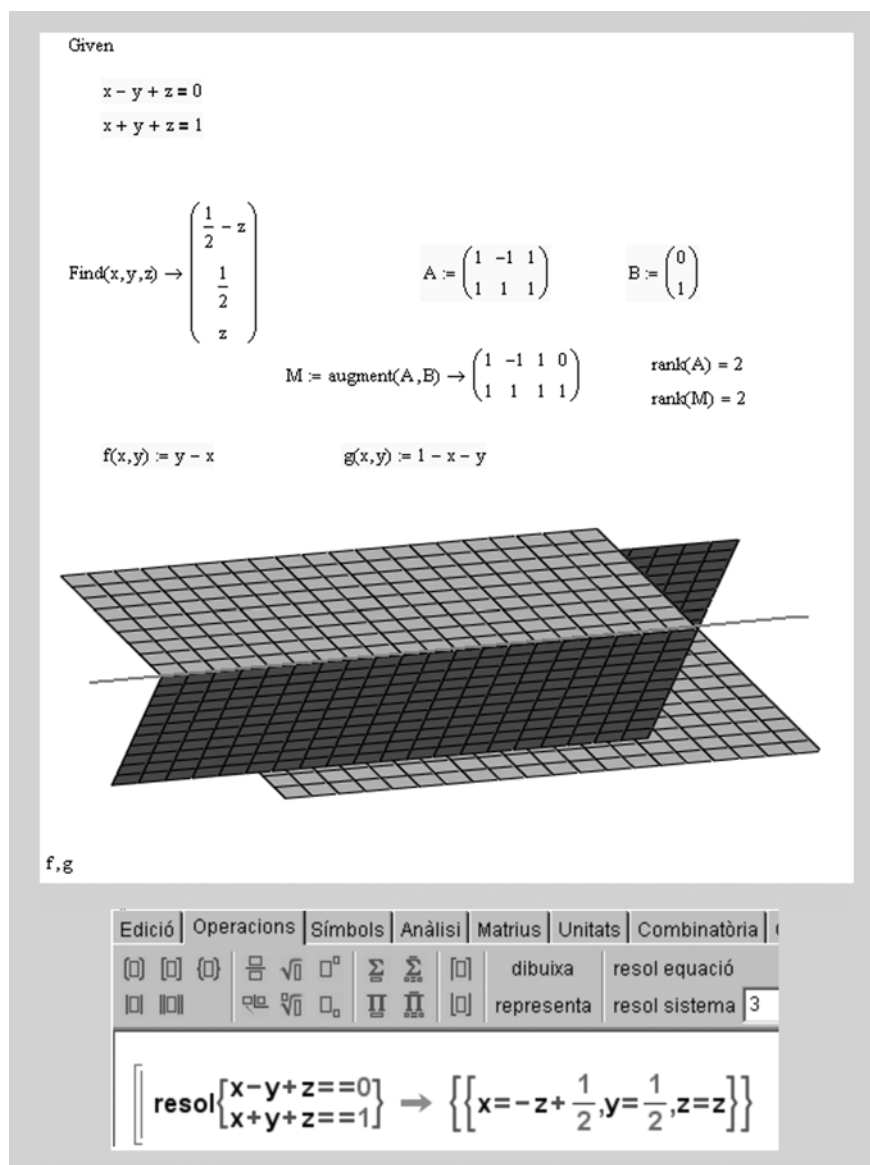 Given
x − y + z = 0
x + y + z = 1
Find(x,y,z) → (1/2 − z  1/2  z)
A := (1 −1 1  1 1 1)
B := (0  1)
M := augment(A,B) → (1 −1 1 0  1 1 1 1)
rank(A) = 2
rank(M) = 2
f(x,y) := y − x
g(x,y) := 1 − x − y
f,g
Edició Operacions Símbols Anàlisi Matrius Unitats Combinatòria
dibuixa resol equació
representa resol sistema 3
resol{x−y+z==0  x+y+z==1} → {{x=−z+1/2,y=1/2,z=z}}